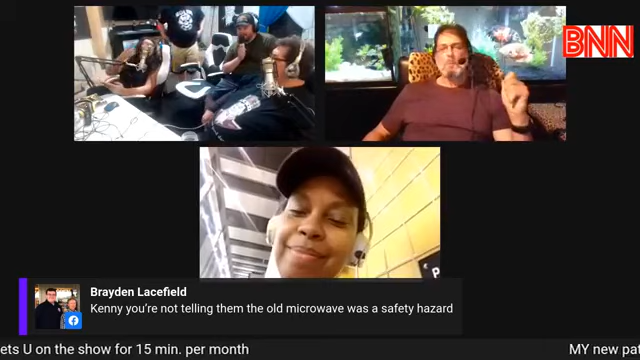 BNN
Brayden Lacefield
Kenny you're not telling them the old microwave was a safety hazard
ets U on the show for 15 min. per month
MY new pat